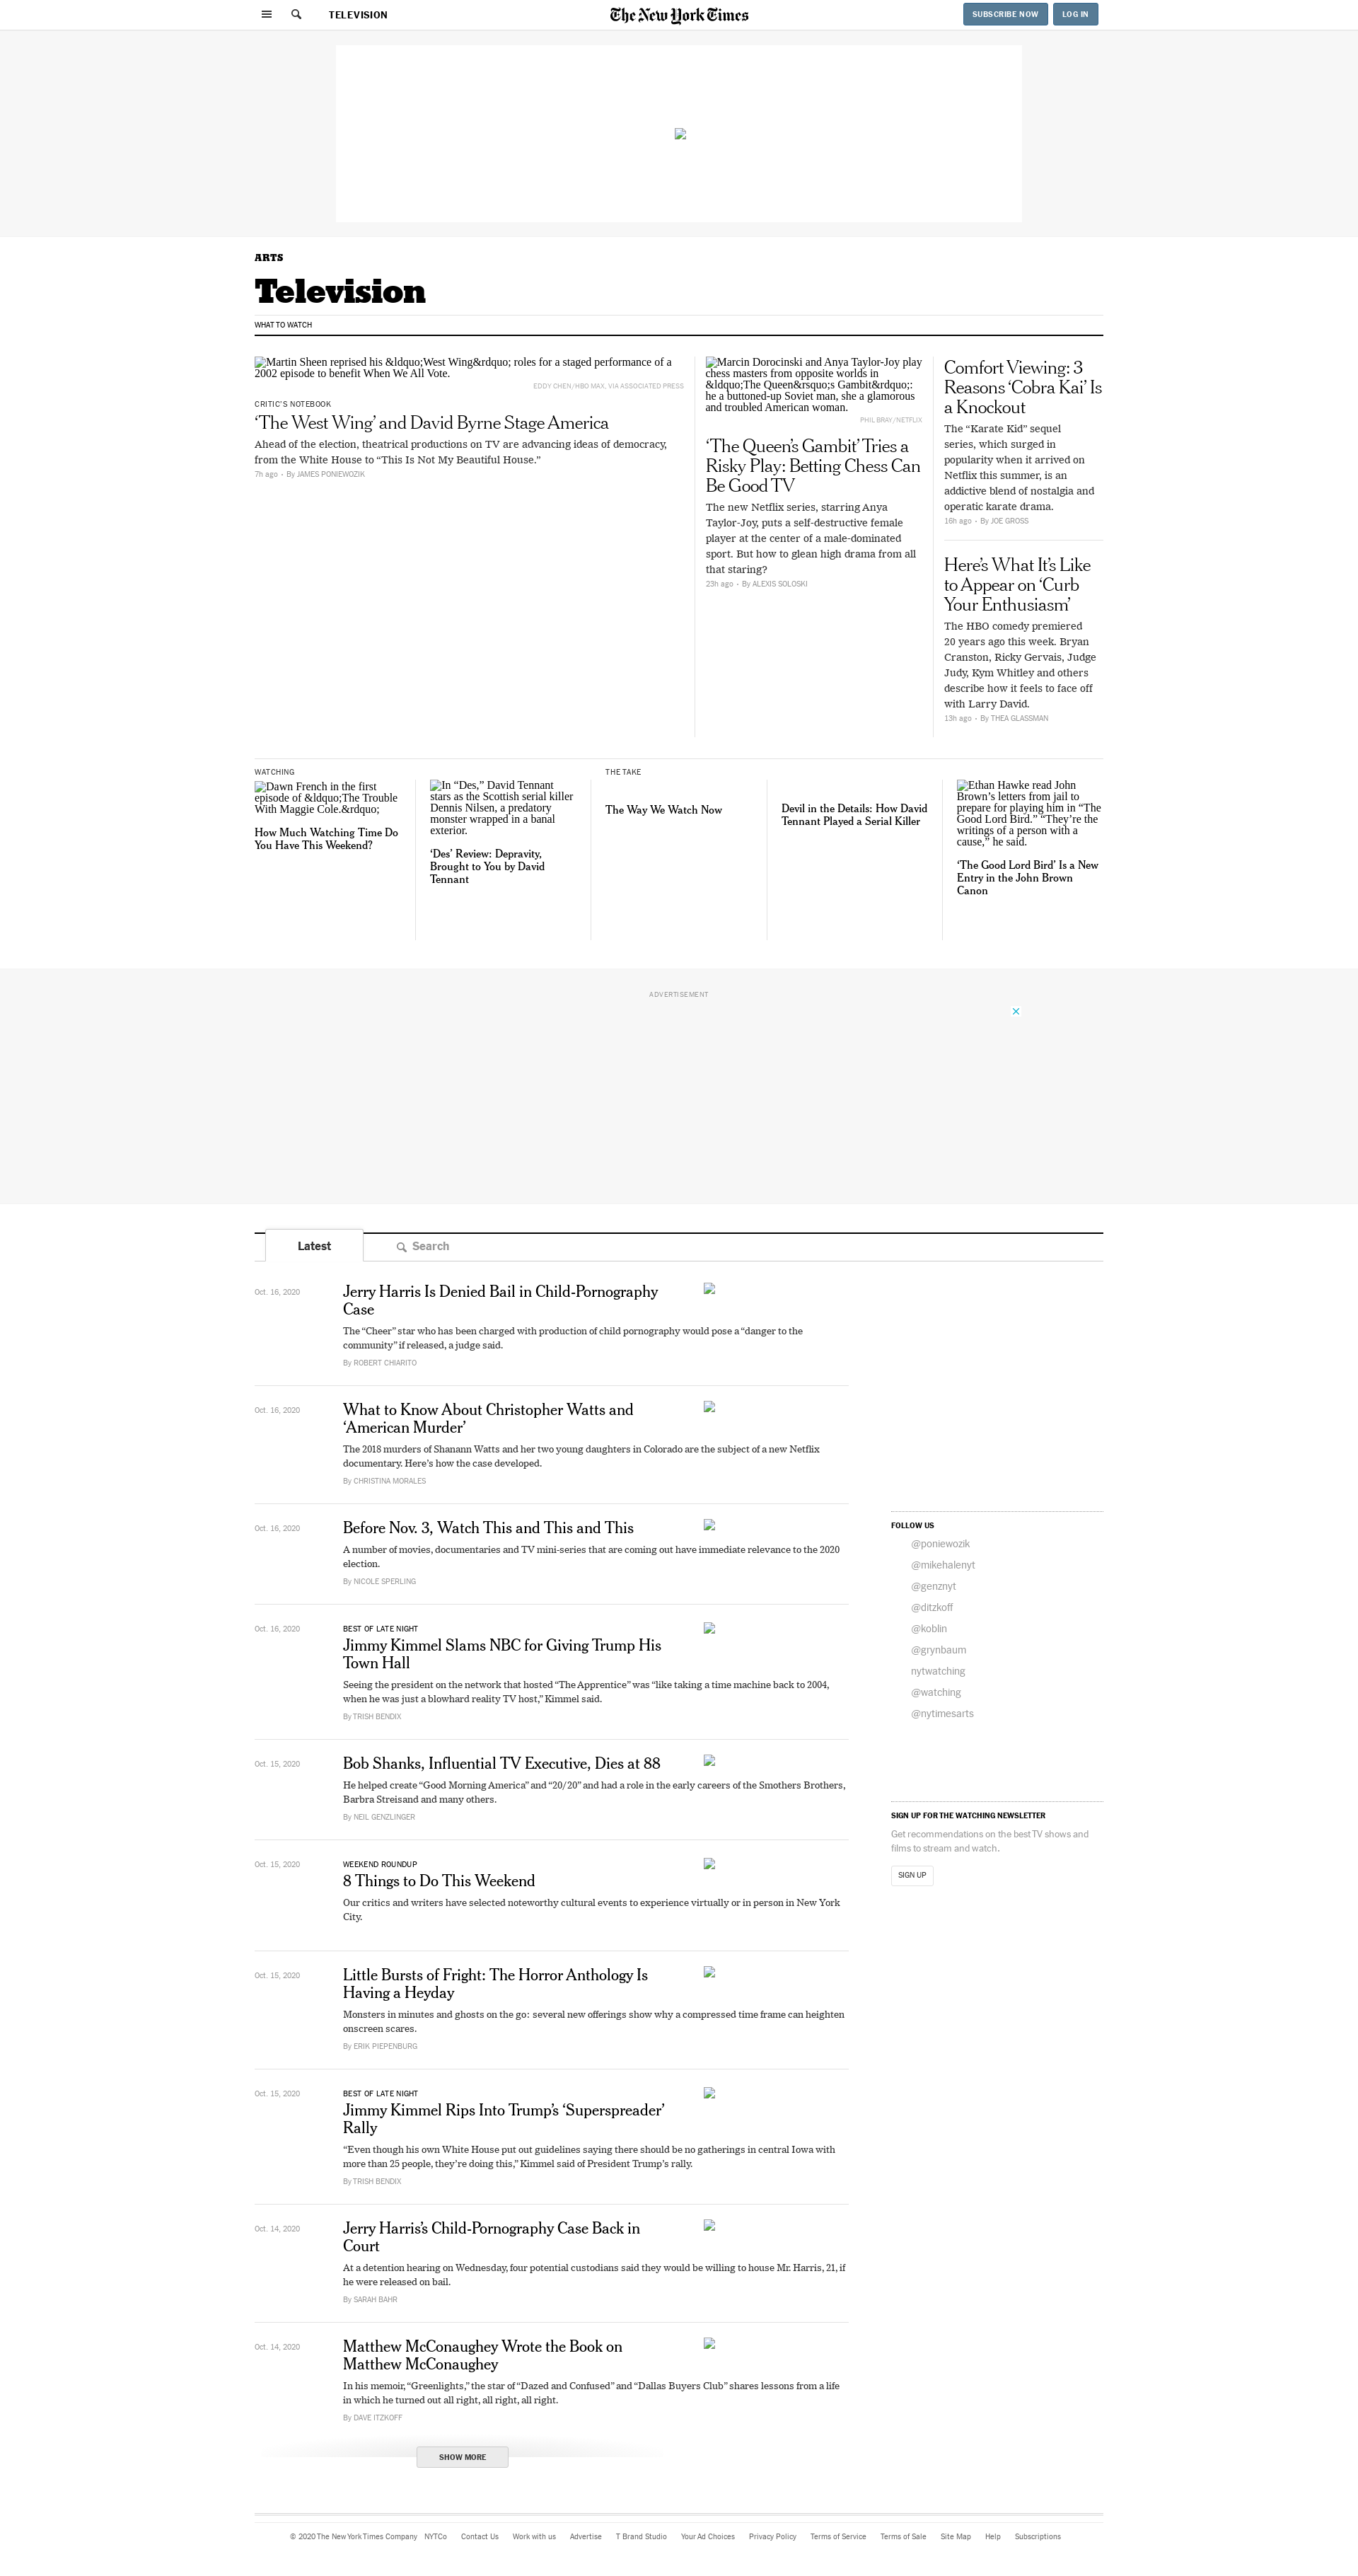 TELEVISION
The New York Times
SUBSCRIBE NOW
LOG IN
ARTS
Television
WHAT TO WATCH
Martin Sheen reprised his &ldquo;West Wing&rdquo; roles for a staged performance of a
2002 episode to benefit When We All Vote.
EDDY CHEN/HBO MAX, VIA ASSOCIATED PRESS
CRITIC'S NOTEBOOK
‘The West Wing’ and David Byrne Stage America
Ahead of the election, theatrical productions on TV are advancing ideas of democracy,
from the White House to “This Is Not My Beautiful House.”
7h ago • By JAMES PONIEWOZIK
Marcin Dorocinski and Anya Taylor-Joy play
chess masters from opposite worlds in
&ldquo;The Queen&rsquo;s Gambit&rdquo;:
he a buttoned-up Soviet man, she a glamorous
and troubled American woman.
PHIL BRAY/NETFLIX
‘The Queen’s Gambit’ Tries a
Risky Play: Betting Chess Can
Be Good TV
The new Netflix series, starring Anya
Taylor-Joy, puts a self-destructive female
player at the center of a male-dominated
sport. But how to glean high drama from all
that staring?
23h ago • By ALEXIS SOLOSKI
Comfort Viewing: 3
Reasons ‘Cobra Kai’ Is
a Knockout
The “Karate Kid” sequel
series, which surged in
popularity when it arrived on
Netflix this summer, is an
addictive blend of nostalgia and
operatic karate drama.
16h ago • By JOE GROSS
Here’s What It’s Like
to Appear on ‘Curb
Your Enthusiasm’
The HBO comedy premiered
20 years ago this week. Bryan
Cranston, Ricky Gervais, Judge
Judy, Kym Whitley and others
describe how it feels to face off
with Larry David.
13h ago • By THEA GLASSMAN
WATCHING
Dawn French in the first
episode of &ldquo;The Trouble
With Maggie Cole.&rdquo;
How Much Watching Time Do
You Have This Weekend?
In “Des,” David Tennant
stars as the Scottish serial killer
Dennis Nilsen, a predatory
monster wrapped in a banal
exterior.
‘Des’ Review: Depravity,
Brought to You by David
Tennant
THE TAKE
The Way We Watch Now
Devil in the Details: How David
Tennant Played a Serial Killer
Ethan Hawke read John
Brown’s letters from jail to
prepare for playing him in “The
Good Lord Bird.” “They’re the
writings of a person with a
cause,” he said.
‘The Good Lord Bird’ Is a New
Entry in the John Brown
Canon
ADVERTISEMENT
Latest
Search
Oct. 16, 2020
Jerry Harris Is Denied Bail in Child-Pornography
Case
The “Cheer” star who has been charged with production of child pornography would pose a “danger to the
community” if released, a judge said.
By ROBERT CHIARITO
Oct. 16, 2020
What to Know About Christopher Watts and
‘American Murder’
The 2018 murders of Shanann Watts and her two young daughters in Colorado are the subject of a new Netflix
documentary. Here’s how the case developed.
By CHRISTINA MORALES
Oct. 16, 2020
Before Nov. 3, Watch This and This and This
A number of movies, documentaries and TV mini-series that are coming out have immediate relevance to the 2020
election.
By NICOLE SPERLING
Oct. 16, 2020
BEST OF LATE NIGHT
Jimmy Kimmel Slams NBC for Giving Trump His
Town Hall
Seeing the president on the network that hosted “The Apprentice” was “like taking a time machine back to 2004,
when he was just a blowhard reality TV host,” Kimmel said.
By TRISH BENDIX
Oct. 15, 2020
Bob Shanks, Influential TV Executive, Dies at 88
He helped create “Good Morning America” and “20/20” and had a role in the early careers of the Smothers Brothers,
Barbra Streisand and many others.
By NEIL GENZLINGER
Oct. 15, 2020
WEEKEND ROUNDUP
8 Things to Do This Weekend
Our critics and writers have selected noteworthy cultural events to experience virtually or in person in New York
City.
Oct. 15, 2020
Little Bursts of Fright: The Horror Anthology Is
Having a Heyday
Monsters in minutes and ghosts on the go: several new offerings show why a compressed time frame can heighten
onscreen scares.
By ERIK PIEPENBURG
Oct. 15, 2020
BEST OF LATE NIGHT
Jimmy Kimmel Rips Into Trump’s ‘Superspreader’
Rally
“Even though his own White House put out guidelines saying there should be no gatherings in central Iowa with
more than 25 people, they’re doing this,” Kimmel said of President Trump’s rally.
By TRISH BENDIX
Oct. 14, 2020
Jerry Harris’s Child-Pornography Case Back in
Court
At a detention hearing on Wednesday, four potential custodians said they would be willing to house Mr. Harris, 21, if
he were released on bail.
By SARAH BAHR
Oct. 14, 2020
Matthew McConaughey Wrote the Book on
Matthew McConaughey
In his memoir, “Greenlights,” the star of “Dazed and Confused” and “Dallas Buyers Club” shares lessons from a life
in which he turned out all right, all right, all right.
By DAVE ITZKOFF
SHOW MORE
FOLLOW US
@poniewozik
@mikehalenyt
@genznyt
@ditzkoff
@koblin
@grynbaum
nytwatching
@watching
@nytimesarts
SIGN UP FOR THE WATCHING NEWSLETTER
Get recommendations on the best TV shows and
films to stream and watch.
SIGN UP
© 2020 The New York Times Company NYTCo Contact Us Work with us Advertise T Brand Studio Your Ad Choices Privacy Policy Terms of Service Terms of Sale Site Map Help Subscriptions